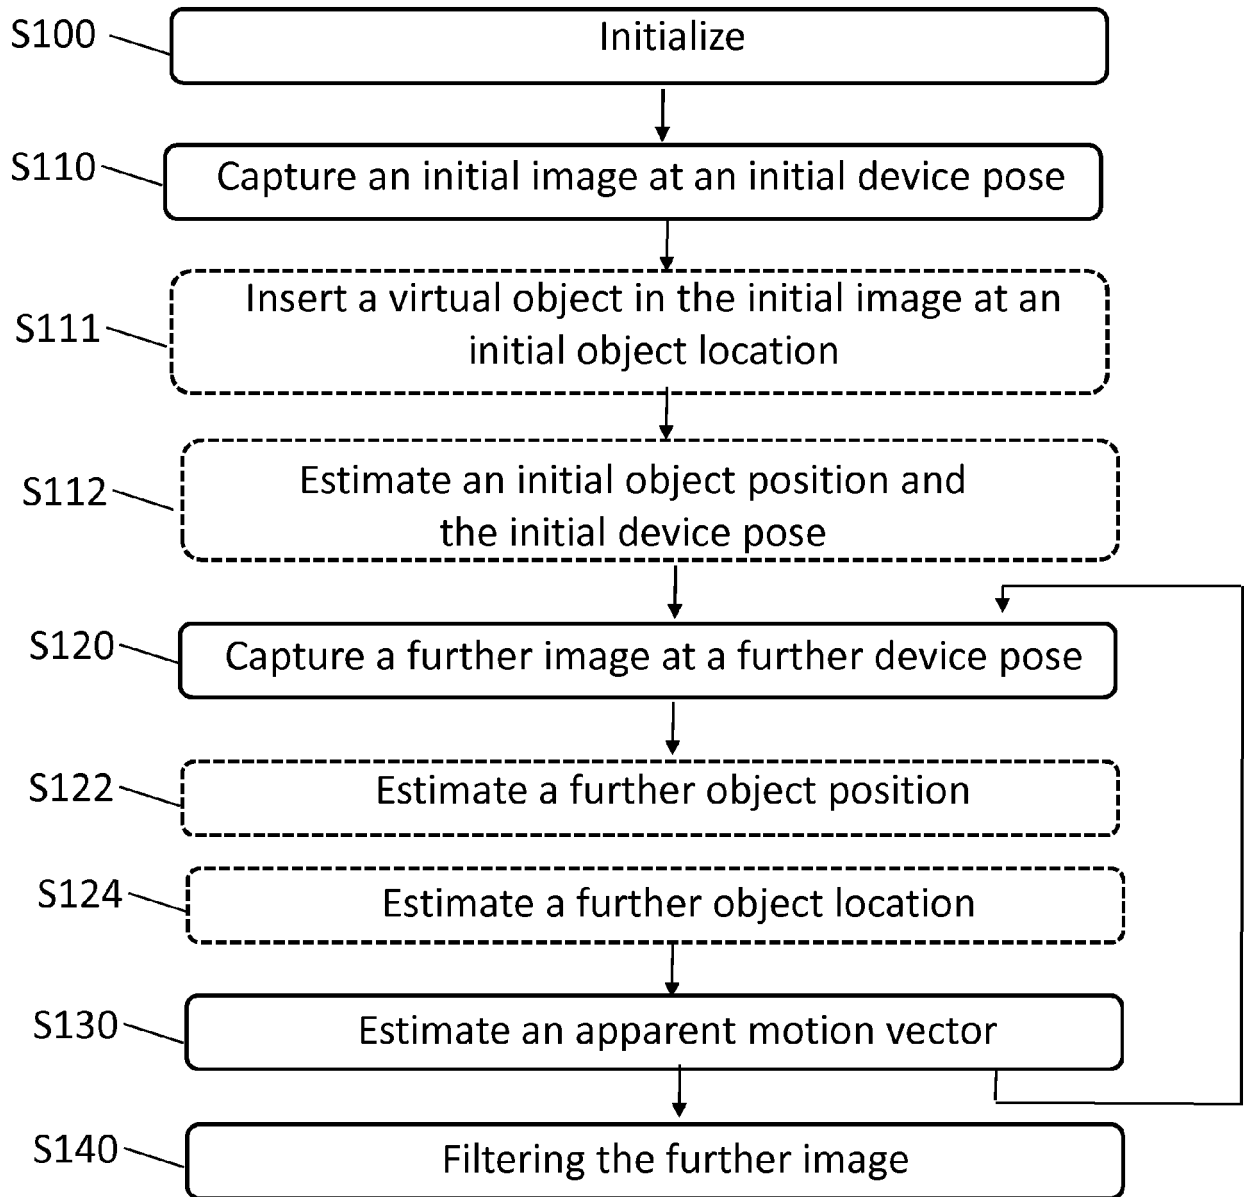 S100
Initialize
S110
Capture an initial image at an initial device pose
S111
Insert a virtual object in the initial image at an
initial object location
S112
Estimate an initial object position and
the initial device pose
S120
Capture a further image at a further device pose
S122
Estimate a further object position
S124
Estimate a further object location
S130
Estimate an apparent motion vector
S140
Filtering the further image